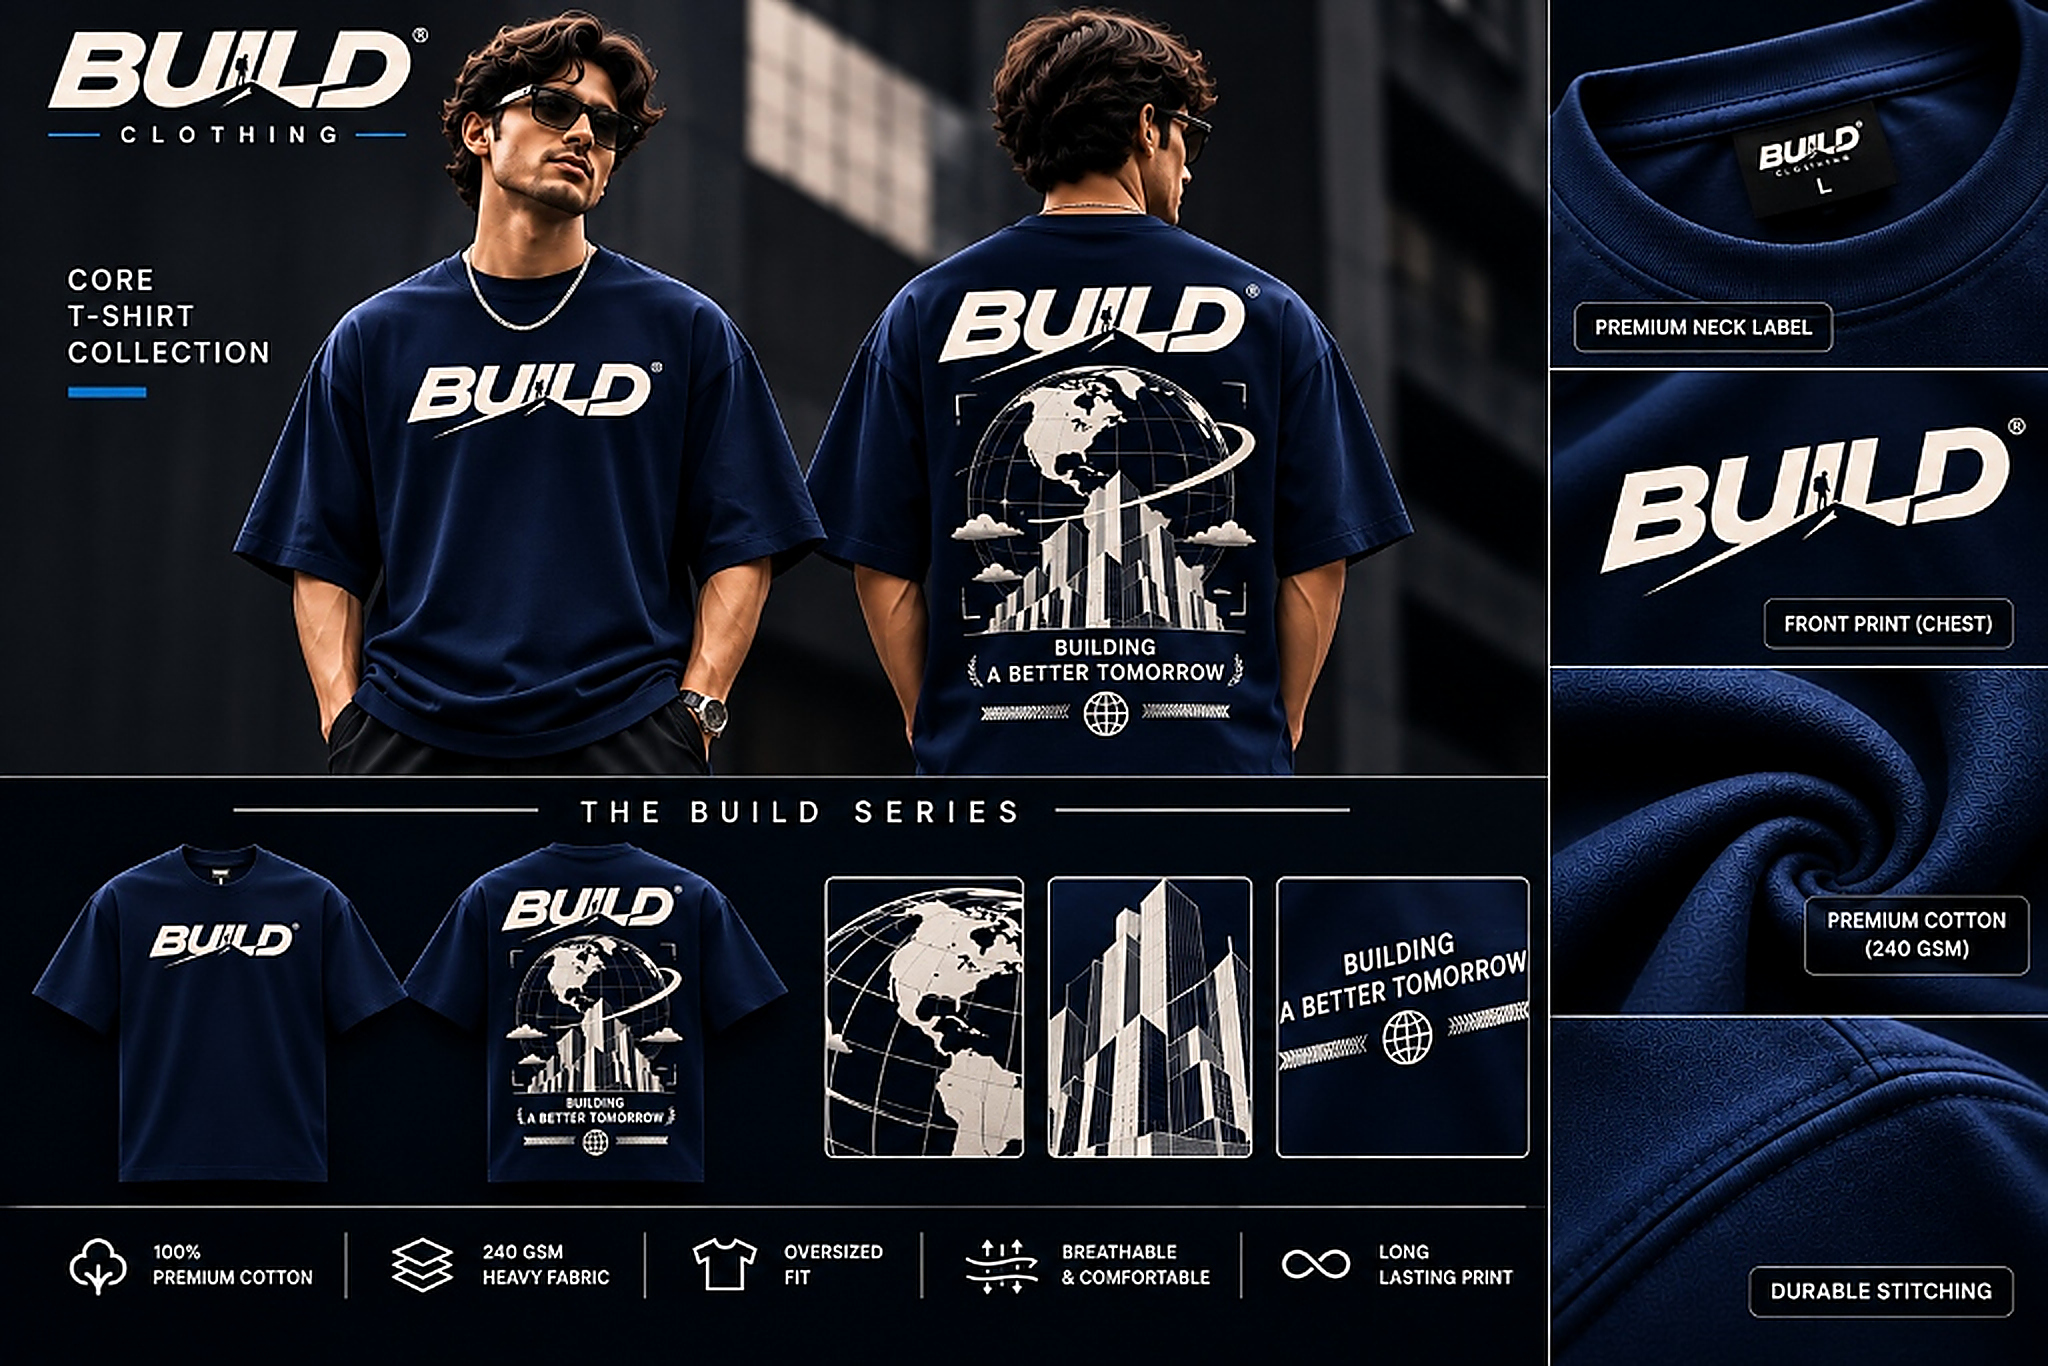 BUILD®
CLOTHING
CORE
T-SHIRT
COLLECTION
BUILD®
BUILD®
BUILDING
A BETTER TOMORROW
BUILD®
CLOTHING
L
PREMIUM NECK LABEL
BUILD®
FRONT PRINT (CHEST)
PREMIUM COTTON
(240 GSM)
DURABLE STITCHING
THE BUILD SERIES
BUILD®
BUILD®
BUILDING
A BETTER TOMORROW
BUILDING
A BETTER TOMORROW
100%
PREMIUM COTTON
240 GSM
HEAVY FABRIC
OVERSIZED
FIT
BREATHABLE
& COMFORTABLE
LONG
LASTING PRINT